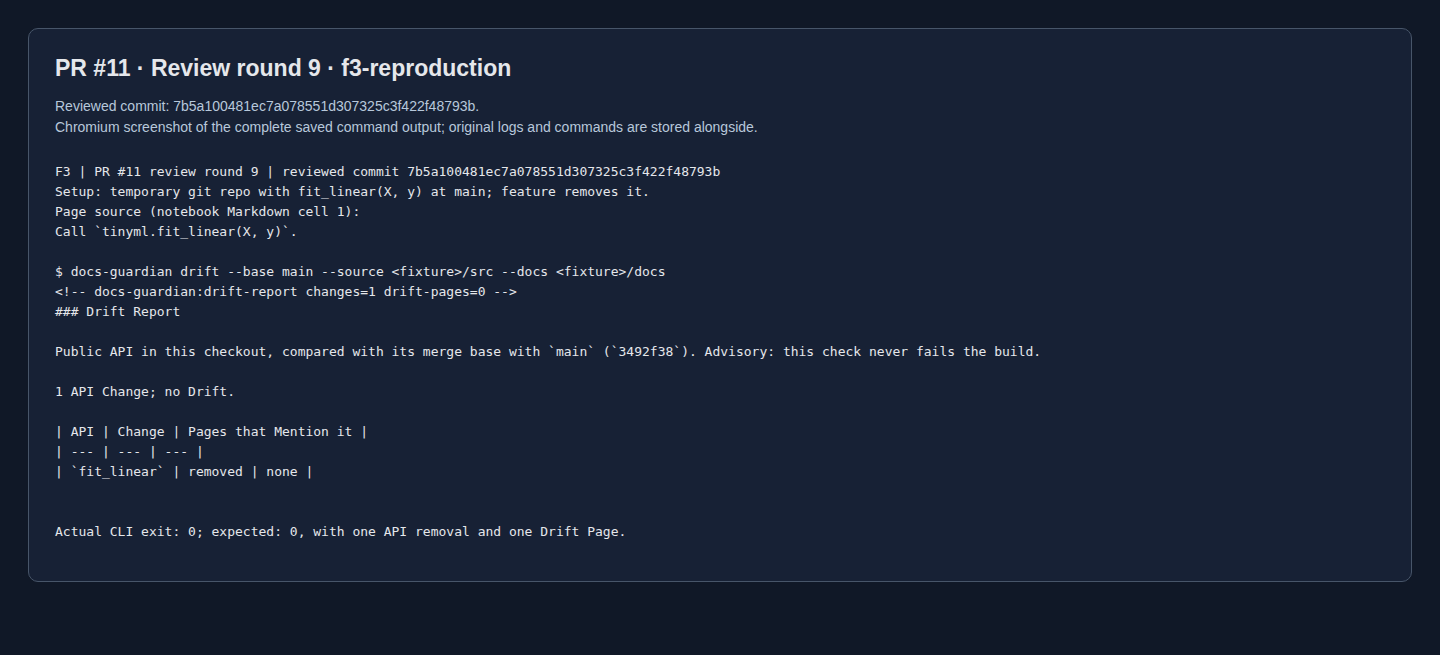 PR #11 · Review round 9 · f3-reproduction
Reviewed commit: 7b5a100481ec7a078551d307325c3f422f48793b.
Chromium screenshot of the complete saved command output; original logs and commands are stored alongside.
F3 | PR #11 review round 9 | reviewed commit 7b5a100481ec7a078551d307325c3f422f48793b
Setup: temporary git repo with fit_linear(X, y) at main; feature removes it.
Page source (notebook Markdown cell 1):
Call `tinyml.fit_linear(X, y)`.
$ docs-guardian drift --base main --source <fixture>/src --docs <fixture>/docs
<!-- docs-guardian:drift-report changes=1 drift-pages=0 -->
### Drift Report
Public API in this checkout, compared with its merge base with `main` (`3492f38`). Advisory: this check never fails the build.
1 API Change; no Drift.
| API | Change | Pages that Mention it |
| --- | --- | --- |
| `fit_linear` | removed | none |
Actual CLI exit: 0; expected: 0, with one API removal and one Drift Page.